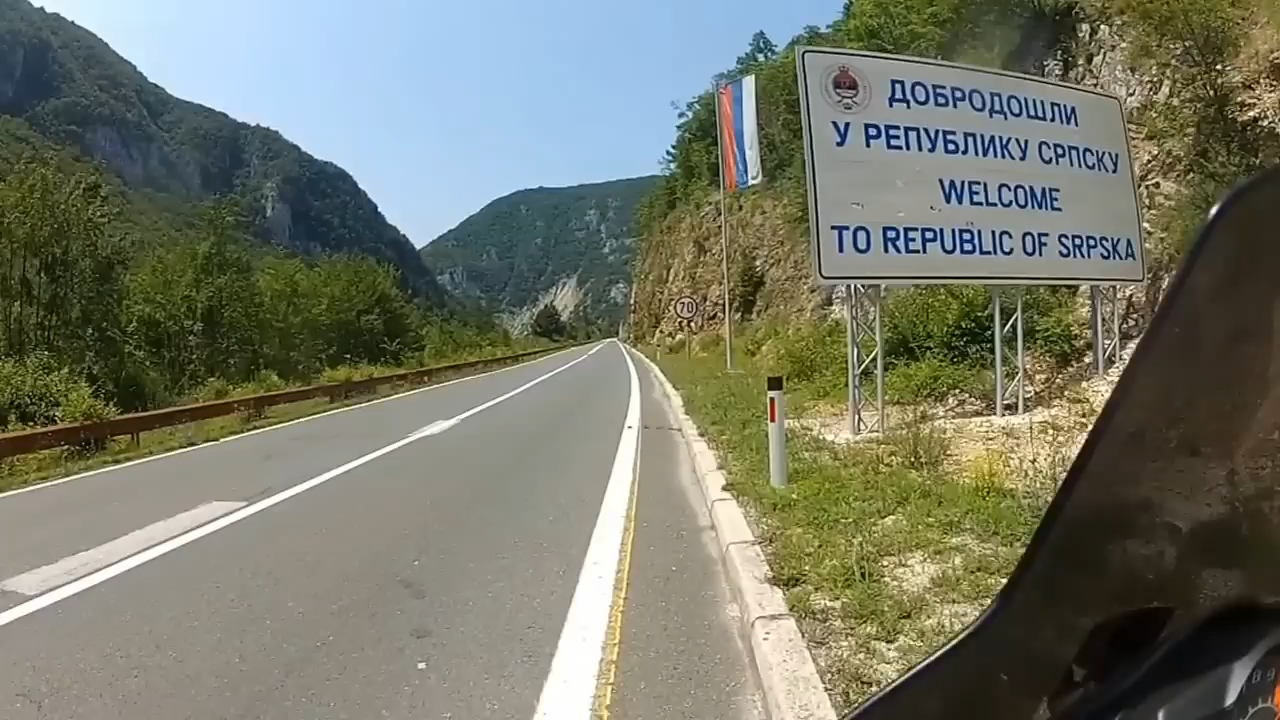 ДОБРОДОШЛИ
У РЕПУБЛИКУ СРПСКУ
WELCOME
TO REPUBLIC OF SRPSKA
70